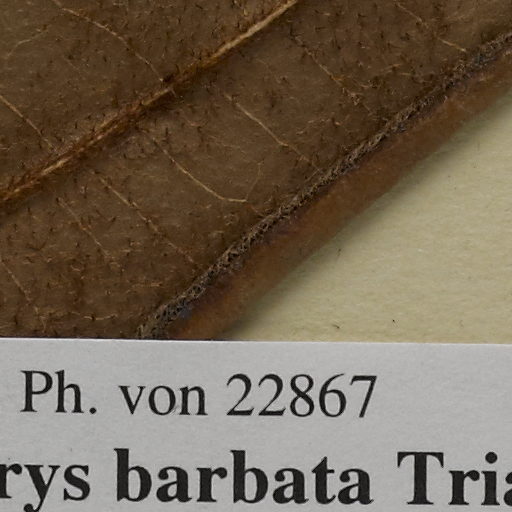 Ph. von 22867
rys barbata Tria